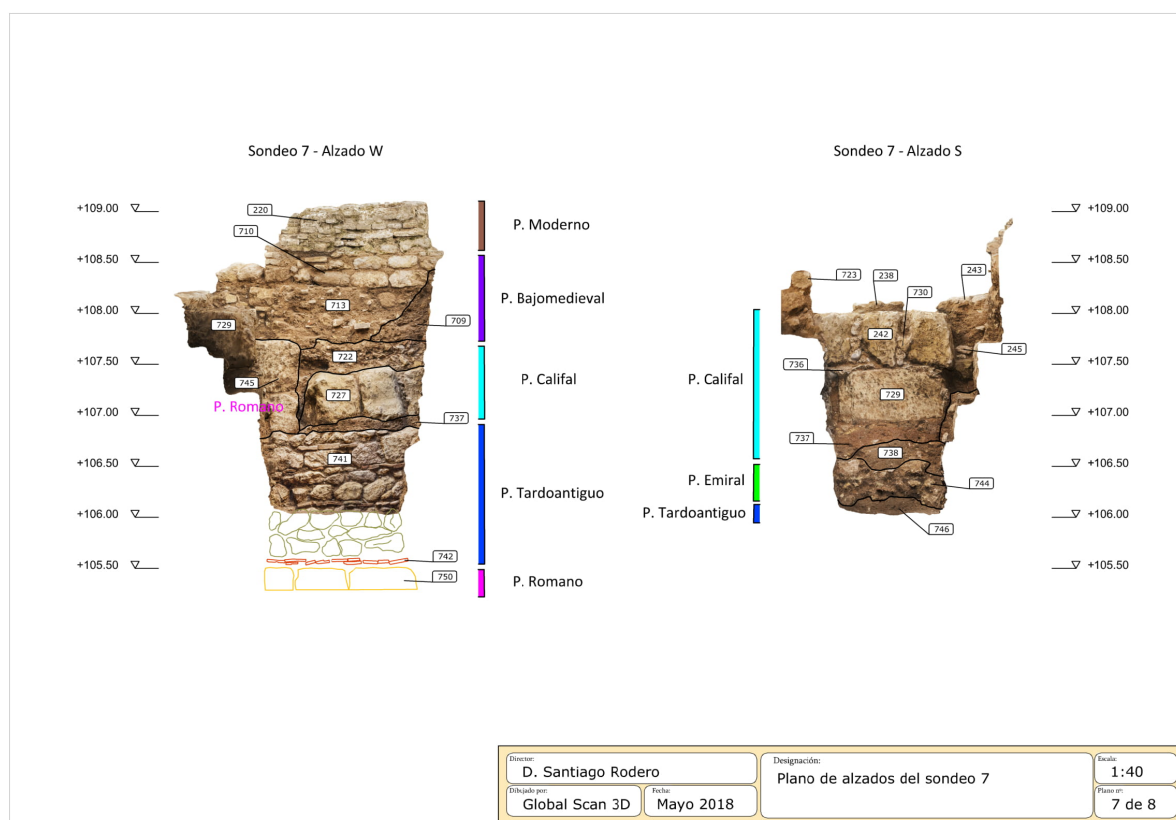 Sondeo 7 - Alzado W
Sondeo 7 - Alzado S
+109.00
+108.50
+108.00
+107.50
+107.00
+106.50
+106.00
+105.50
220
710
713
729
709
722
745
727
P. Romano
737
741
742
750
P. Moderno
P. Bajomedieval
P. Califal
P. Tardoantiguo
P. Romano
P. Califal
P. Emiral
P. Tardoantiguo
723
238
243
730
242
245
736
729
737
738
744
746
+109.00
+108.50
+108.00
+107.50
+107.00
+106.50
+106.00
+105.50
Director:
D. Santiago Rodero
Dibujado por:
Global Scan 3D
Fecha:
Mayo 2018
Designación:
Plano de alzados del sondeo 7
Escala:
1:40
Plano nº:
7 de 8